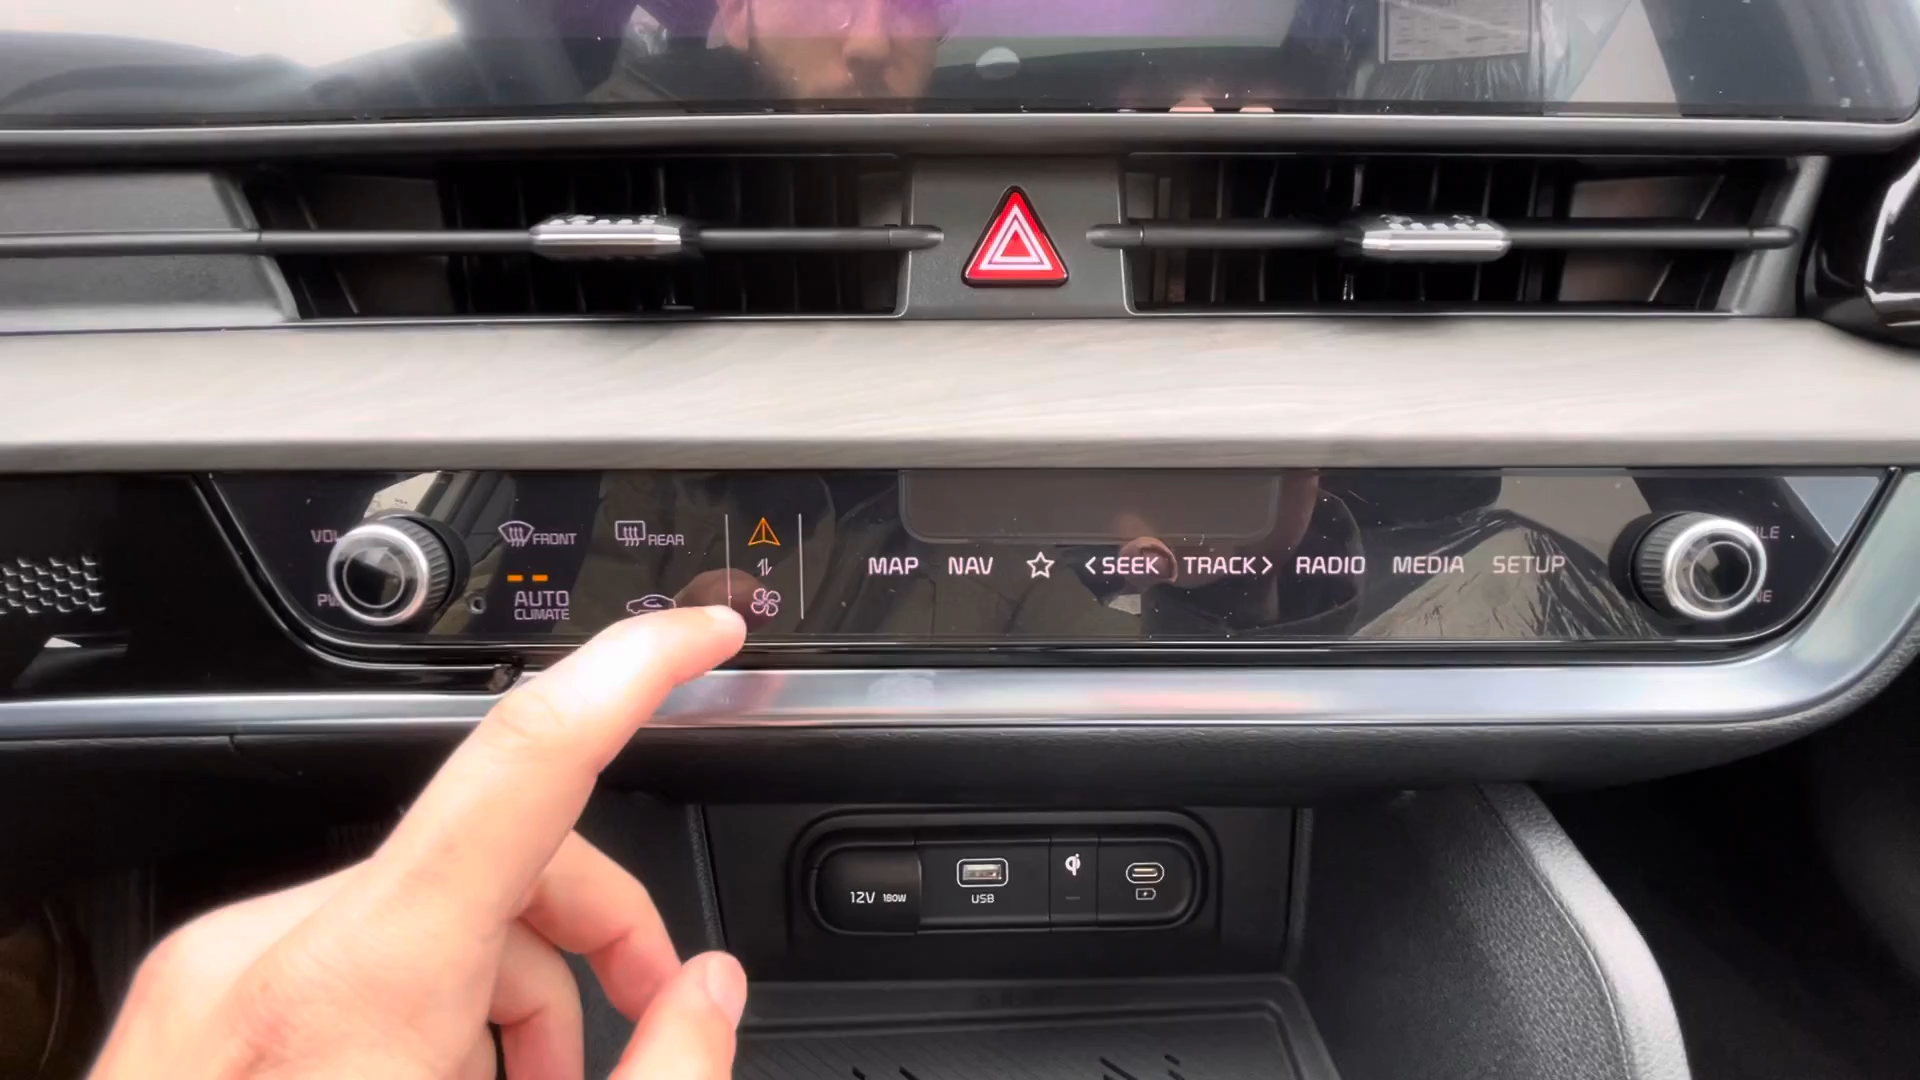 FRONT
REAR
AUTO
CLIMATE
MAP NAV < SEEK TRACK > RADIO MEDIA SETUP
12V 180W
USB